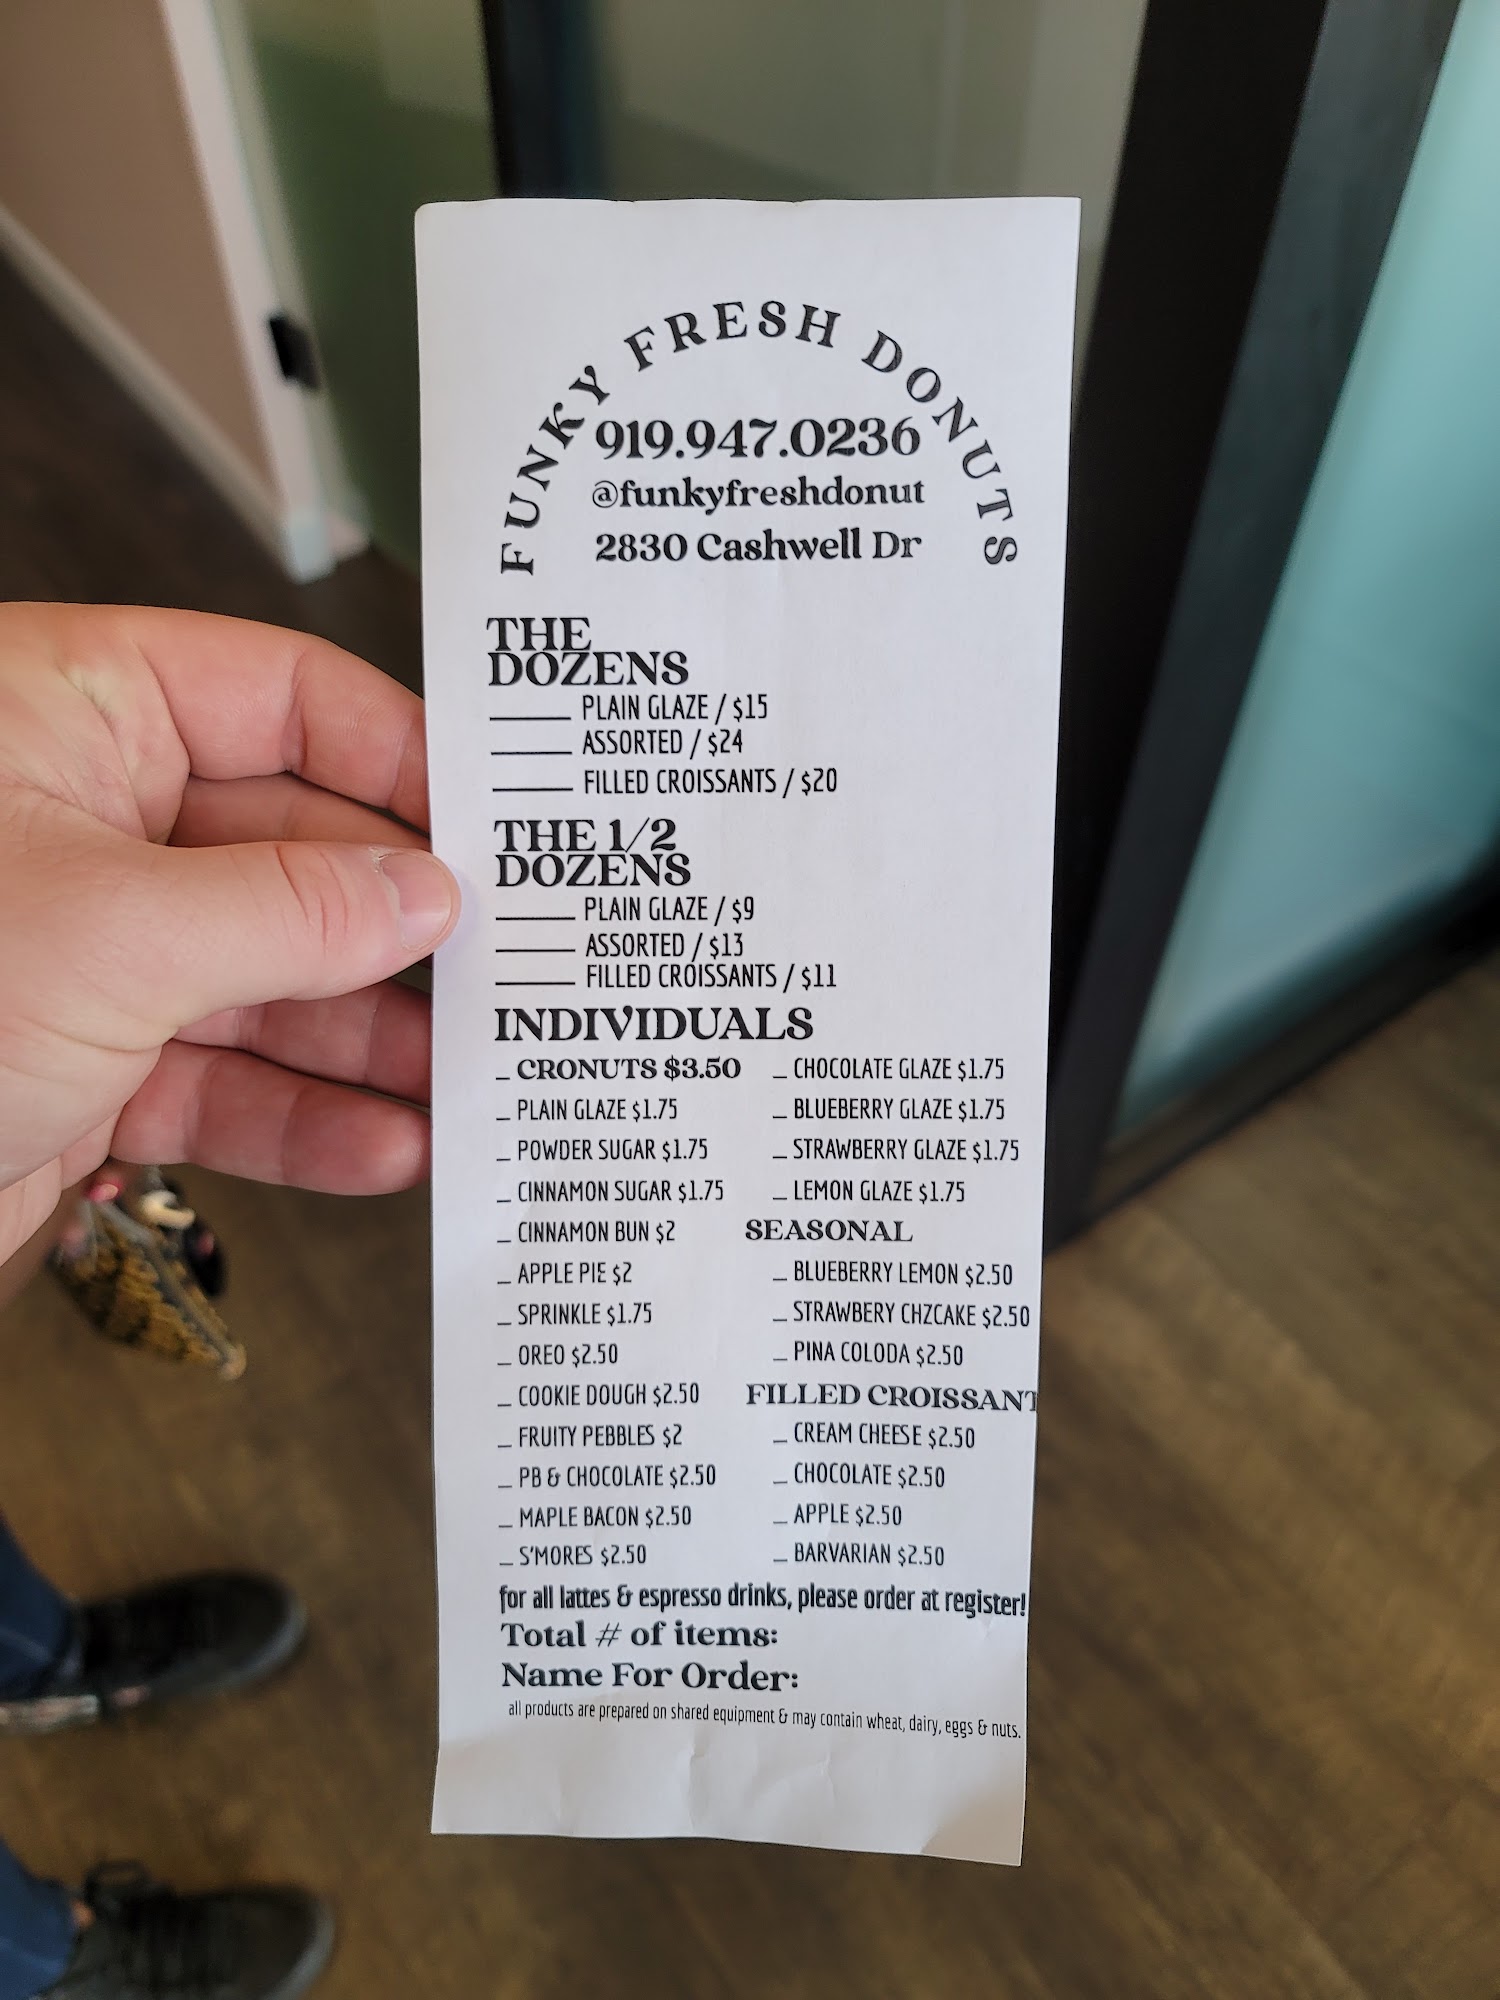 FUNKY FRESH DONUTS
919.947.0236
@funkyfreshdonut
2830 Cashwell Dr
THE
DOZENS
PLAIN GLAZE / $15
ASSORTED / $24
FILLED CROISSANTS / $20
THE 1/2
DOZENS
PLAIN GLAZE / $9
ASSORTED / $13
FILLED CROISSANTS / $11
INDIVIDUALS
_ CRONUTS $3.50
_ PLAIN GLAZE $1.75
_ POWDER SUGAR $1.75
_ CINNAMON SUGAR $1.75
_ CINNAMON BUN $2
_ APPLE PIE $2
_ SPRINKLE $1.75
_ OREO $2.50
_ COOKIE DOUGH $2.50
_ FRUITY PEBBLES $2
_ PB & CHOCOLATE $2.50
_ MAPLE BACON $2.50
_ S'MORES $2.50
_ CHOCOLATE GLAZE $1.75
_ BLUEBERRY GLAZE $1.75
_ STRAWBERRY GLAZE $1.75
_ LEMON GLAZE $1.75
SEASONAL
_ BLUEBERRY LEMON $2.50
_ STRAWBERY CHZCAKE $2.50
_ PINA COLODA $2.50
FILLED CROISSANT
_ CREAM CHEESE $2.50
_ CHOCOLATE $2.50
_ APPLE $2.50
_ BARVARIAN $2.50
for all lattes & espresso drinks, please order at register!
Total # of items:
Name For Order:
all products are prepared on shared equipment & may contain wheat, dairy, eggs & nuts.